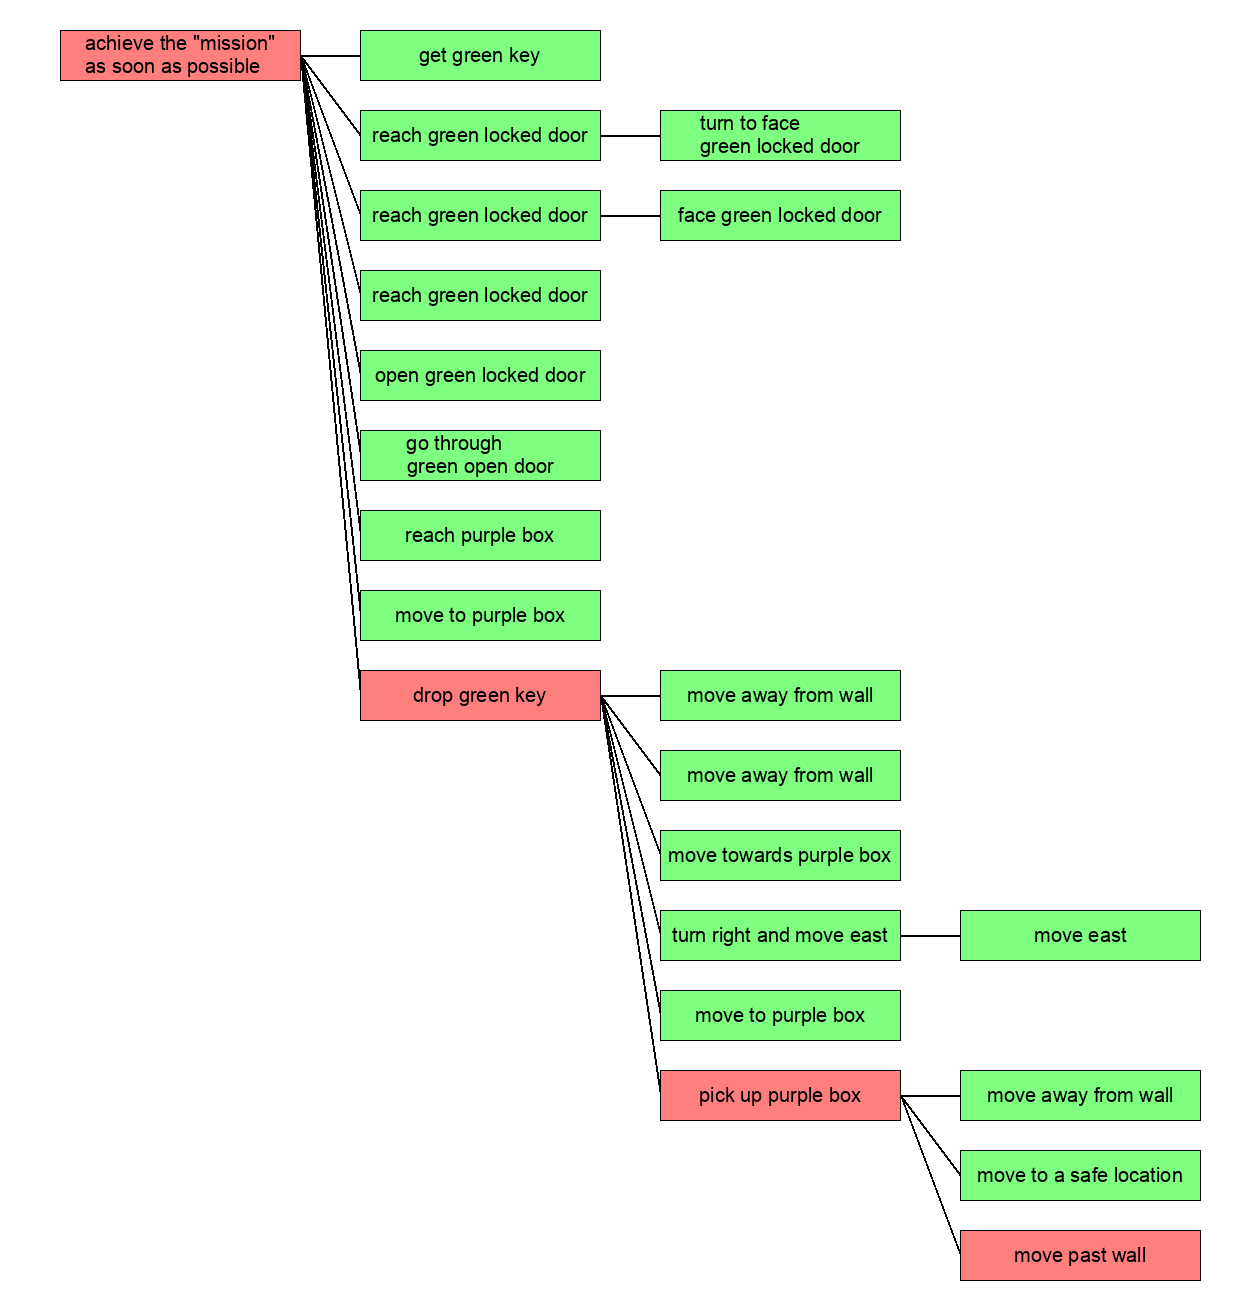 achieve the "mission"
as soon as possible
get green key
reach green locked door
turn to face
green locked door
reach green locked door
face green locked door
reach green locked door
open green locked door
go through
green open door
reach purple box
move to purple box
drop green key
move away from wall
move away from wall
move towards purple box
turn right and move east
move east
move to purple box
pick up purple box
move away from wall
move to a safe location
move past wall